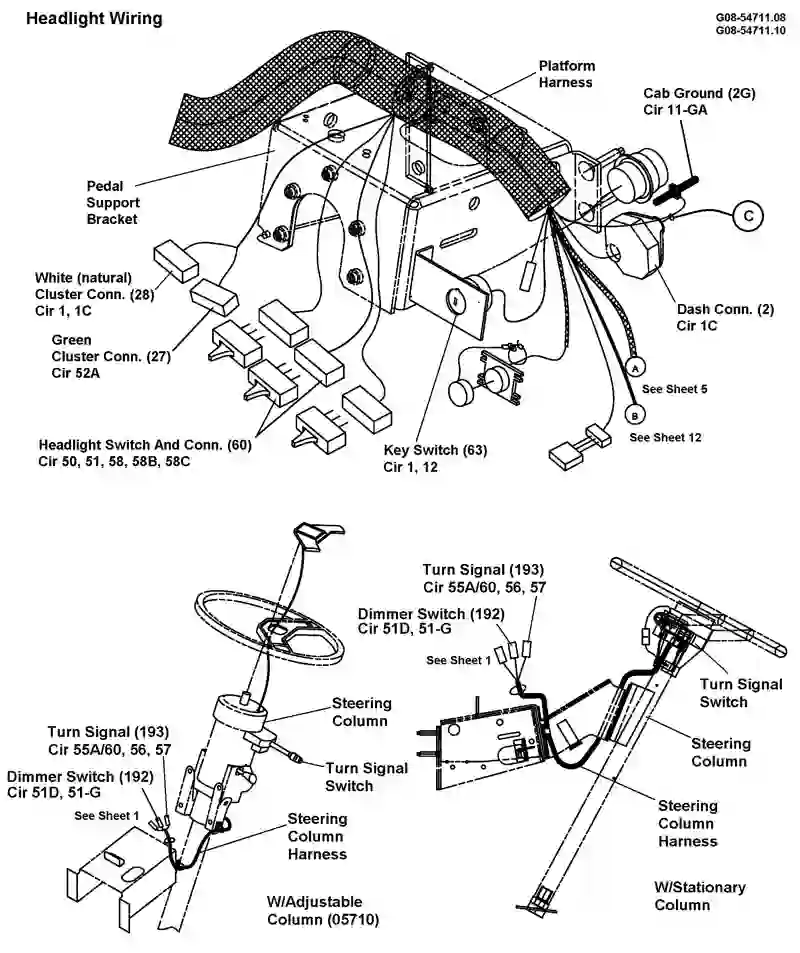 Headlight Wiring
G08-54711.08
G08-54711.10
Platform
Harness
Cab Ground (2G)
Cir 11-GA
Pedal
Support
Bracket
C
White (natural)
Cluster Conn. (28)
Cir 1, 1C
Dash Conn. (2)
Cir 1C
Green
Cluster Conn. (27)
Cir 52A
A
See Sheet 5
B
See Sheet 12
Headlight Switch And Conn. (60)
Cir 50, 51, 58, 58B, 58C
Key Switch (63)
Cir 1, 12
Turn Signal (193)
Cir 55A/60, 56, 57
Dimmer Switch (192)
Cir 51D, 51-G
See Sheet 1
Turn Signal
Switch
Steering
Column
Steering
Column
Turn Signal (193)
Cir 55A/60, 56, 57
Turn Signal
Switch
Dimmer Switch (192)
Cir 51D, 51-G
See Sheet 1
Steering
Column
Harness
Steering
Column
Harness
W/Adjustable
Column (05710)
W/Stationary
Column